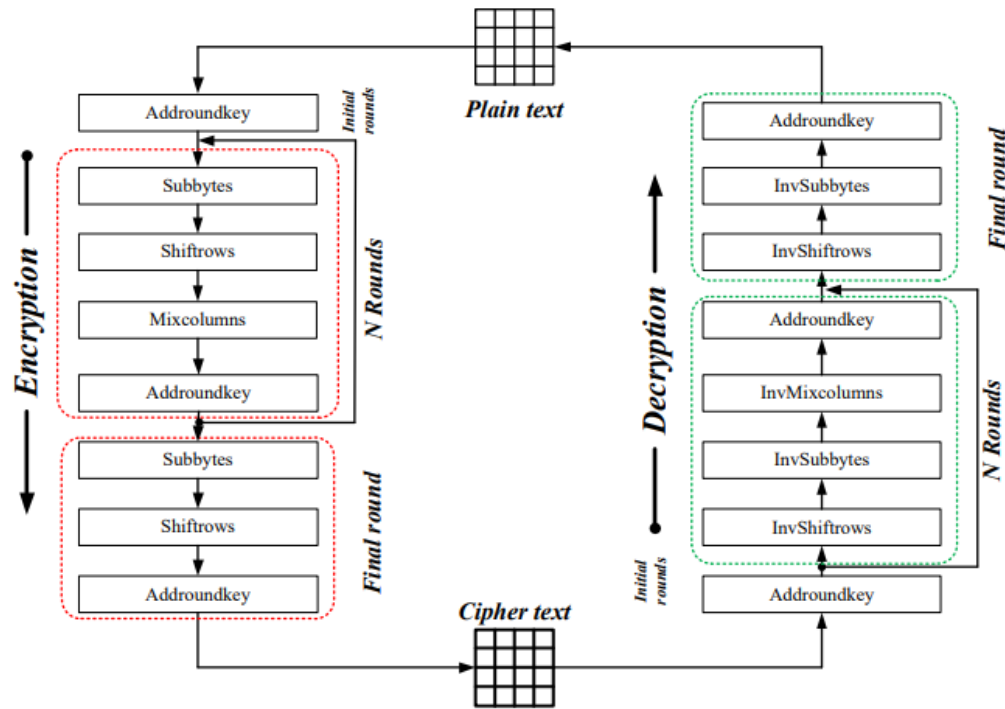 Plain text
Addroundkey
Initial
rounds
Subbytes
Shiftrows
Mixcolumns
Addroundkey
N Rounds
Encryption
Subbytes
Shiftrows
Addroundkey
Final round
Cipher text
Addroundkey
InvSubbytes
InvShiftrows
Final round
Addroundkey
InvMixcolumns
InvSubbytes
InvShiftrows
N Rounds
Decryption
Initial
rounds
Addroundkey